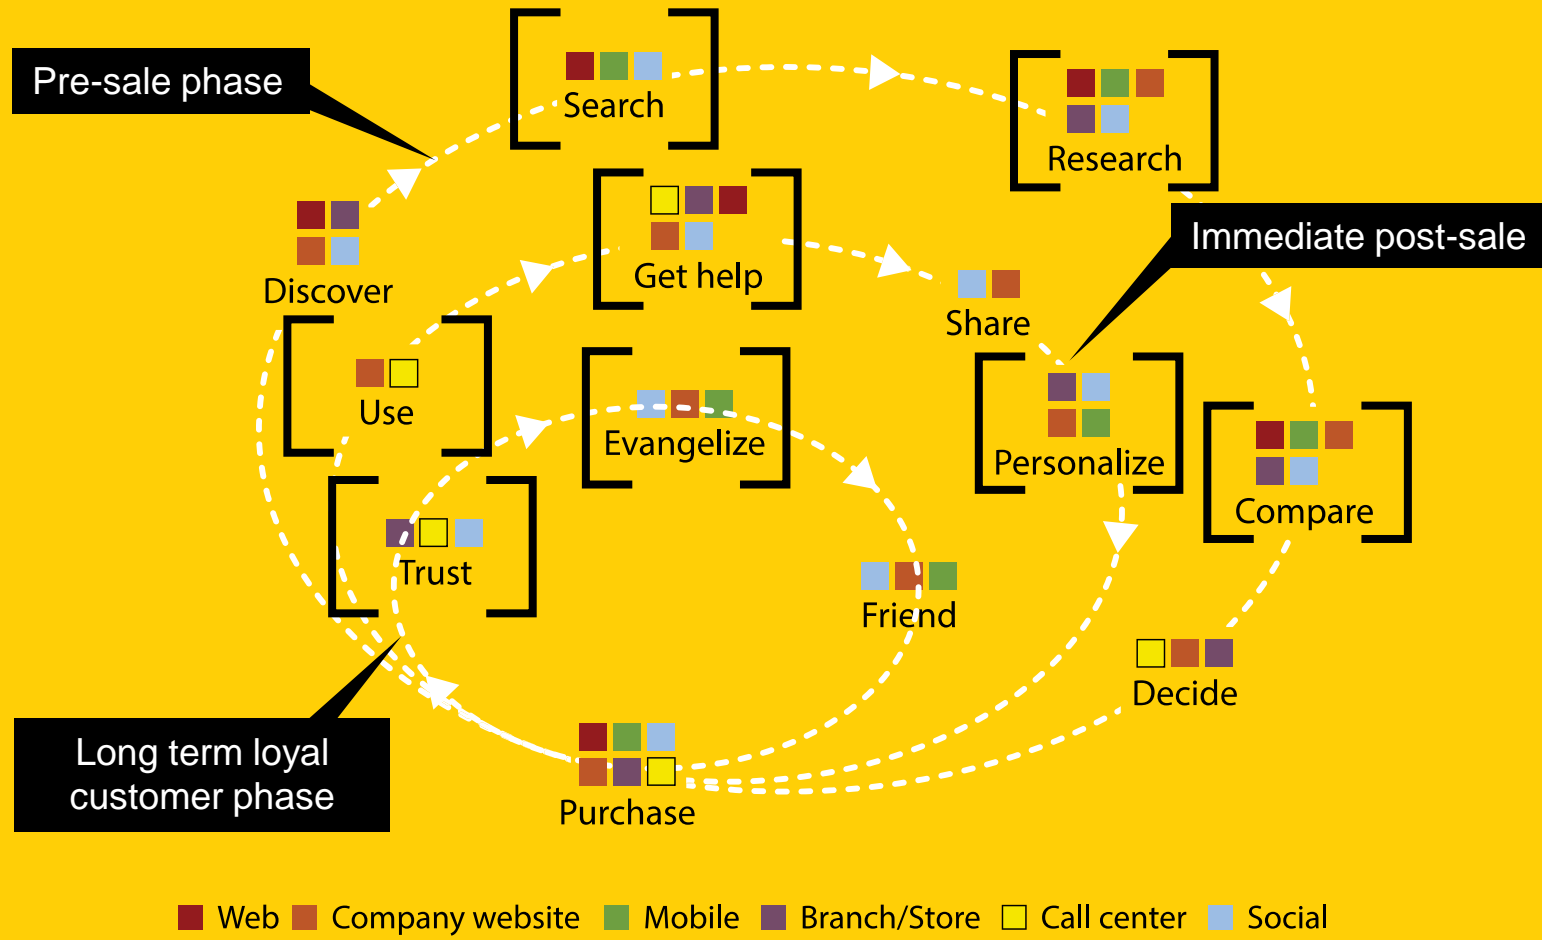 Pre-sale phase
Search
Research
Discover
Get help
Immediate post-sale
Share
Use
Evangelize
Personalize
Compare
Trust
Friend
Decide
Long term loyal
customer phase
Purchase
Web Company website Mobile Branch/Store Call center Social